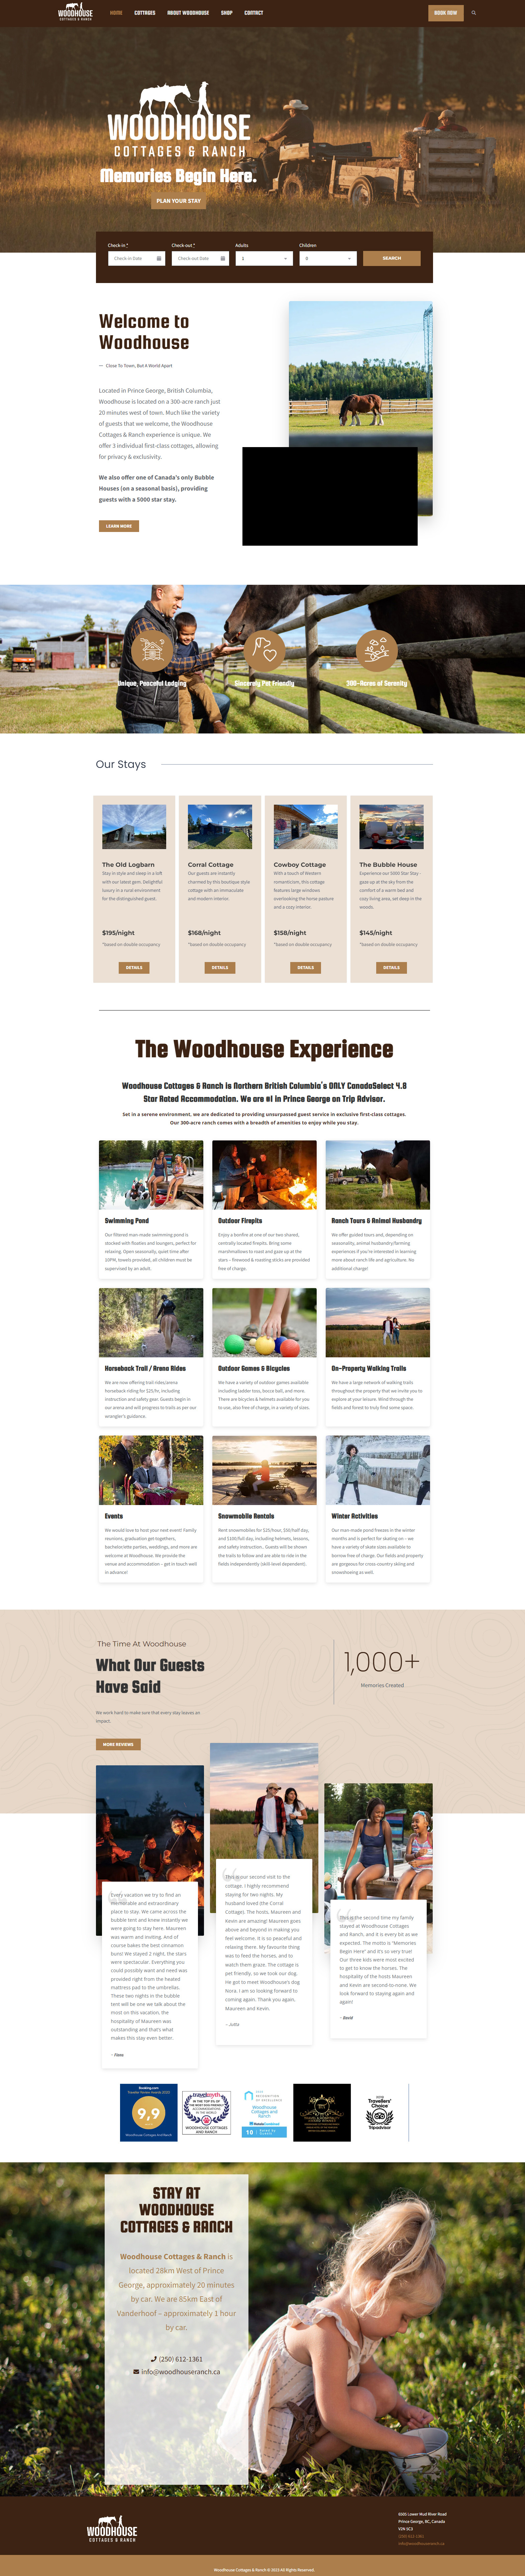 WOODHOUSE
COTTAGES & RANCH
HOME
COTTAGES
ABOUT WOODHOUSE
SHOP
CONTACT
BOOK NOW
WOODHOUSE
COTTAGES & RANCH
Memories Begin Here.
PLAN YOUR STAY
Check-in *
Check-out *
Adults
Children
Check-in Date
Check-out Date
1
0
SEARCH
Welcome to
Woodhouse
— Close To Town, But A World Apart
Located in Prince George, British Columbia,
Woodhouse is located on a 300-acre ranch just
20 minutes west of town. Much like the variety
of guests that we welcome, the Woodhouse
Cottages & Ranch experience is unique. We
offer 3 individual first-class cottages, allowing
for privacy & exclusivity.
We also offer one of Canada's only Bubble
Houses (on a seasonal basis), providing
guests with a 5000 star stay.
LEARN MORE
Unique, Peaceful Lodging
Sincerely Pet Friendly
300-Acres of Serenity
Our Stays
The Old Logbarn
Stay in style and sleep in a loft
with our latest gem. Delightful
luxury in a rural environment
for the distinguished guest.
$195/night
*based on double occupancy
DETAILS
Corral Cottage
Our guests are instantly
charmed by this boutique style
cottage with an immaculate
and modern interior.
$168/night
*based on double occupancy
DETAILS
Cowboy Cottage
With a touch of Western
romanticism, this cottage
features large windows
overlooking the horse pasture
and a cosy interior.
$158/night
*based on double occupancy
DETAILS
The Bubble House
Experience our 5000 Star Stay -
gaze up at the sky from the
comfort of a warm bed and
cozy living area, set deep in the
woods.
$145/night
*based on double occupancy
DETAILS
The Woodhouse Experience
Woodhouse Cottages & Ranch is Northern British Columbia's ONLY CanadaSelect 4.8
Star Rated Accommodation. We are #1 in Prince George on Trip Advisor.
Set in a serene environment, we are dedicated to providing unsurpassed guest service in exclusive first-class cottages.
Our 300-acre ranch comes with a breadth of amenities to enjoy while you stay.
Swimming Pond
Our filtered man-made swimming pond is
stocked with floaties and loungers, perfect for
relaxing. Open seasonally, quiet time after
10PM, towels provided, all children must be
supervised by an adult.
Outdoor Firepits
Enjoy a bonfire at one of our two shared,
centrally located firepits. Bring some
marshmallows to roast and gaze up at the
stars – firewood & roasting sticks are provided
free of charge.
Ranch Tours & Animal Husbandry
We offer guided tours and, depending on
seasonality, animal husbandry/farming
experiences if you're interested in learning
more about ranch life and agriculture. No
additional charge!
Horseback Trail / Arena Rides
We are now offering trail rides/arena
horseback riding for $25/hr, including
instruction and safety gear. Guests begin in
our arena and will progress to trails as per our
wrangler's guidance.
Outdoor Games & Bicycles
We have a variety of outdoor games available
including ladder toss, bocce ball, and more.
There are bicycles & helmets available for you
to use, also free of charge, in a variety of sizes.
On-Property Walking Trails
We have a large network of walking trails
throughout the property that we invite you to
explore at your leisure. Wind through the
fields and forest to truly find some space.
Events
We would love to host your next event! Family
reunions, graduation get-togethers,
bachelorette parties, weddings, and more are
welcome at Woodhouse. We provide the
venue and accommodation – get in touch well
in advance!
Snowmobile Rentals
Rent snowmobiles for $25/hour, $50/half day,
and $100/full day, including helmets, lessons,
and safety instruction.. Guests will be shown
the trails to follow and are able to ride in the
fields independently (skill-level dependent).
Winter Activities
Our man made pond freezes in the winter
months and is perfect for skating on – we
have a variety of skate sizes available to
borrow free of charge. Our fields and property
are gorgeous for cross-country skiing and
snowshoeing as well.
The Time At Woodhouse
What Our Guests
Have Said
We work hard to make sure that every stay leaves an
impact.
MORE REVIEWS
1,000+
Memories Created
Every vacation we try to find an
memorable and extraordinary
place to stay. We came across the
bubble tent and knew instantly we
were going to stay here. Maureen
was warm and inviting. And of
course bakes the best cinnamon
buns! We stayed 2 night, the stars
were spectacular. Everything you
could possibly want and need was
provided right from the heated
mattress pad to the umbrellas.
These two nights in the bubble
tent will be one we talk about the
most on this vacation, the
hospitality of Maureen was
outstanding and that's what
makes this stay even better.
– Fiona
This is our second visit to the
cottage. I highly recommend
staying for two nights. My
husband loved (the Corral
Cottage). The hosts, Maureen and
Kevin are amazing! Maureen goes
above and beyond in making you
feel welcome. It is so peaceful and
relaxing there. My favourite thing
was to feed the horses, and to
watch them graze. The cottage is
pet friendly, so we took our dog.
He got to meet Woodhouse's dog
Nora. I am so looking forward to
coming again. Thank you again.
Maureen and Kevin.
– Jutta
This is the second time my family
stayed at Woodhouse Cottages
and Ranch, and it is every bit as we
expected. The motto is "Memories
Begin Here" and it's so very true!
Our three kids were most excited
to get to know the horses. The
hospitality of the hosts Maureen
and Kevin are second-to-none. We
look forward to staying again and
again!
– David
Booking.com
9,9
Woodhouse Cottages And Ranch
travelmyth
WOODHOUSE COTTAGES
AND RANCH
Woodhouse
Cottages and
Ranch
10
2020
Travellers'
Choice
Tripadvisor
STAY AT
WOODHOUSE
COTTAGES & RANCH
Woodhouse Cottages & Ranch is
located 28km West of Prince
George, approximately 20 minutes
by car. We are 85km East of
Vanderhoof – approximately 1 hour
by car.
(250) 612-1361
info@woodhouseranch.ca
WOODHOUSE
COTTAGES & RANCH
8565 Lower Mud River Road
Prince George, BC, Canada
V2N 6C2
(250) 612-1361
info@woodhouseranch.ca
Woodhouse Cottages & Ranch © 2023 All Rights Reserved.